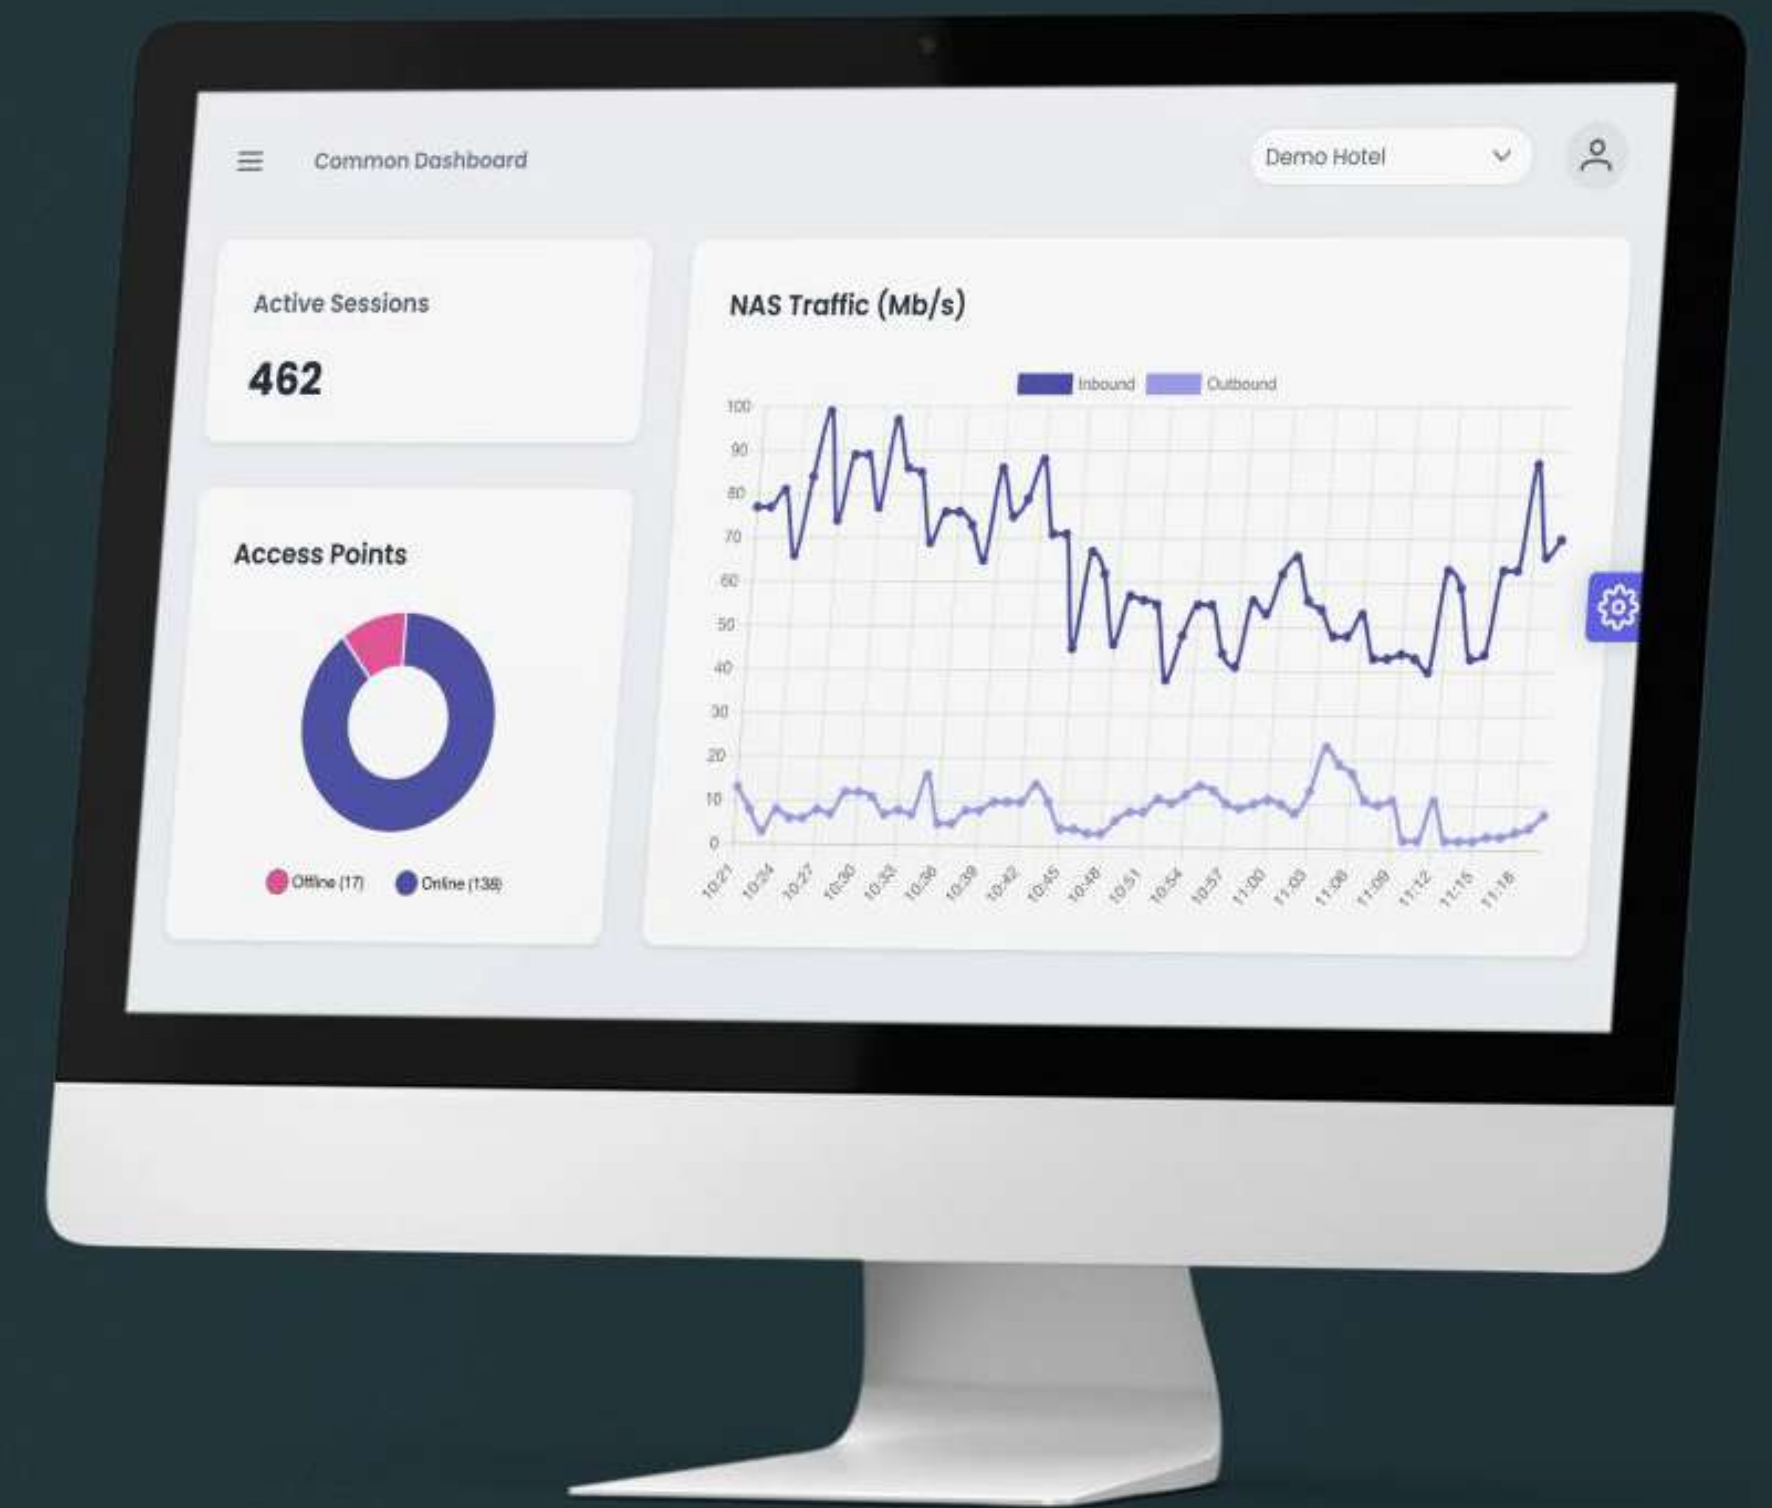 Common Dashboard
Demo Hotel
Active Sessions
462
Access Points
Offline (17) Online (138)
NAS Traffic (Mb/s)
Inbound Outbound
100
90
80
70
60
50
40
30
20
10
0
10:21 10:24 10:27 10:30 10:33 10:36 10:39 10:42 10:45 10:48 10:51 10:54 10:57 11:00 11:03 11:06 11:09 11:12 11:15 11:18